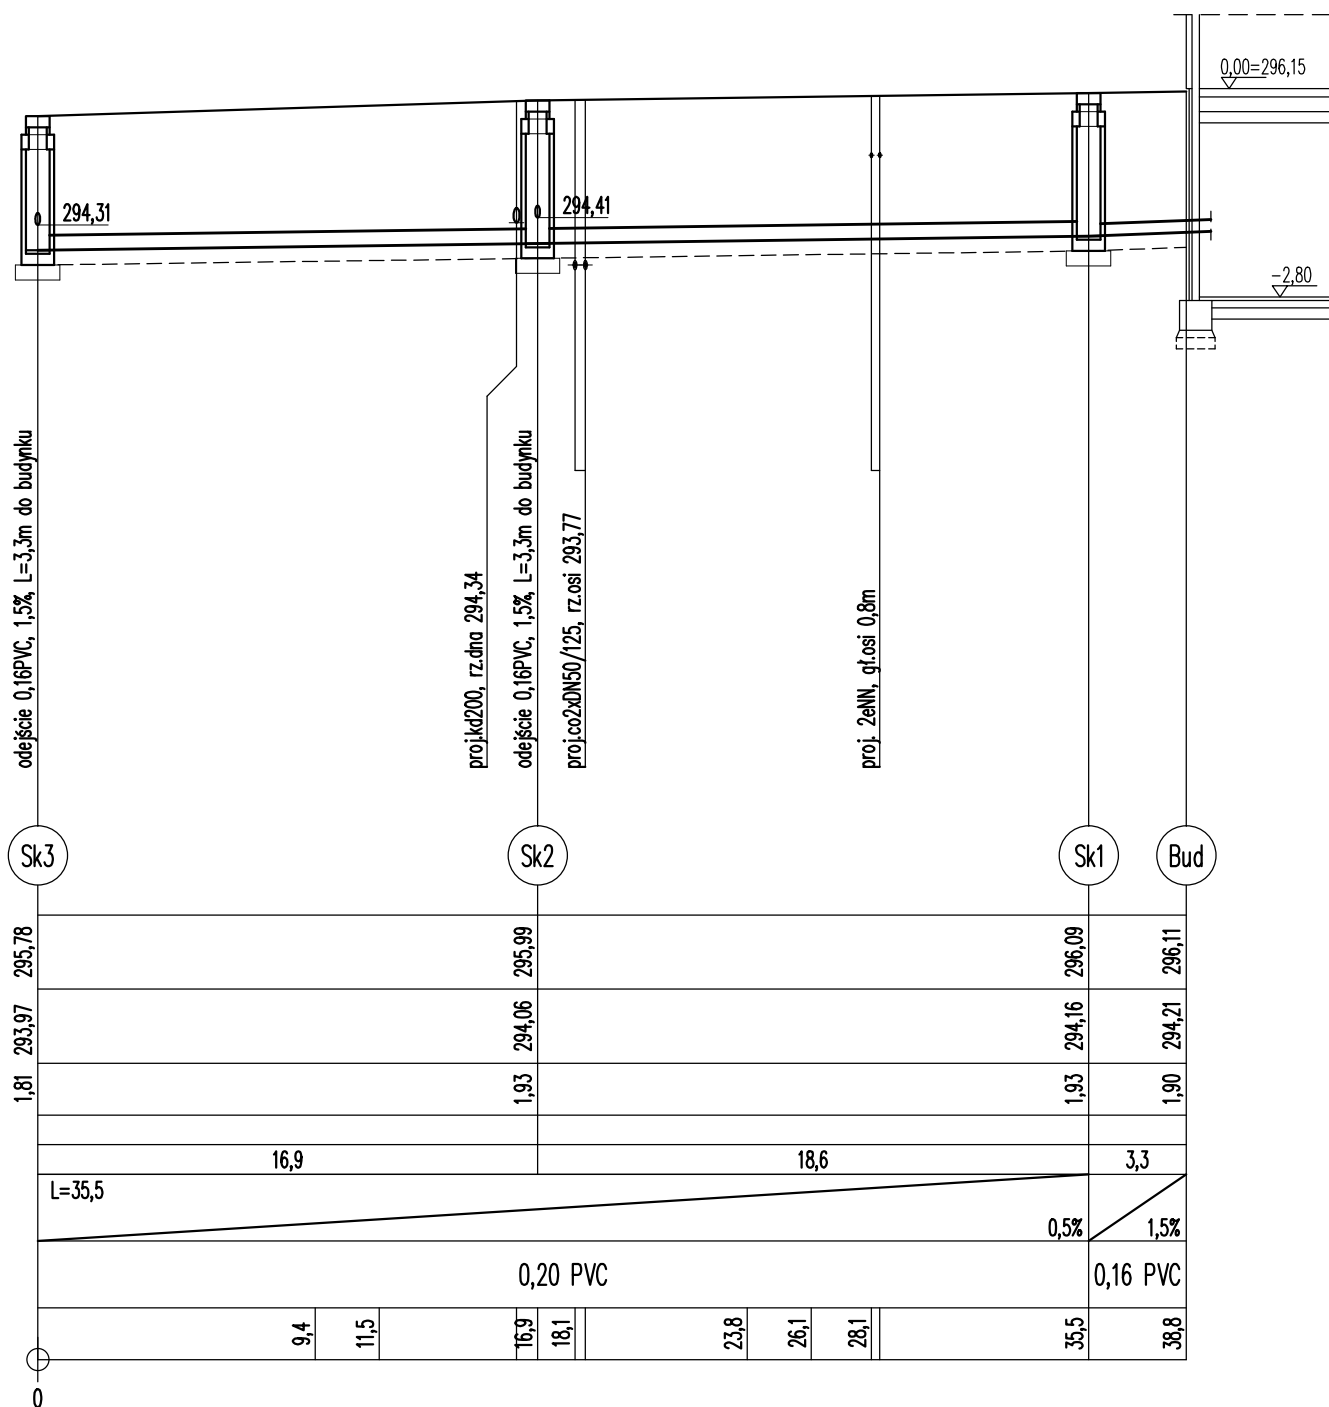 0,00=296,15
294,31
294,41
-2,80
odejście 0,16PVC, 1,5%, L=3,3m do budynku
proj.kd200, rz.dna 294,34
odejście 0,16PVC, 1,5%, L=3,3m do budynku
proj.co2xDN50/125, rz.osi 293,77
proj. 2eNN, gł.osi 0,8m
Sk3 Sk2 Sk1 Bud
295,78 295,99 296,09 296,11
293,97 294,06 294,16 294,21
1,81 1,93 1,93 1,90
16,9 18,6 3,3
L=35,5
0,5% 1,5%
0,20 PVC 0,16 PVC
9,4 11,5 16,9 18,1 23,8 26,1 28,1 35,5 38,8
0